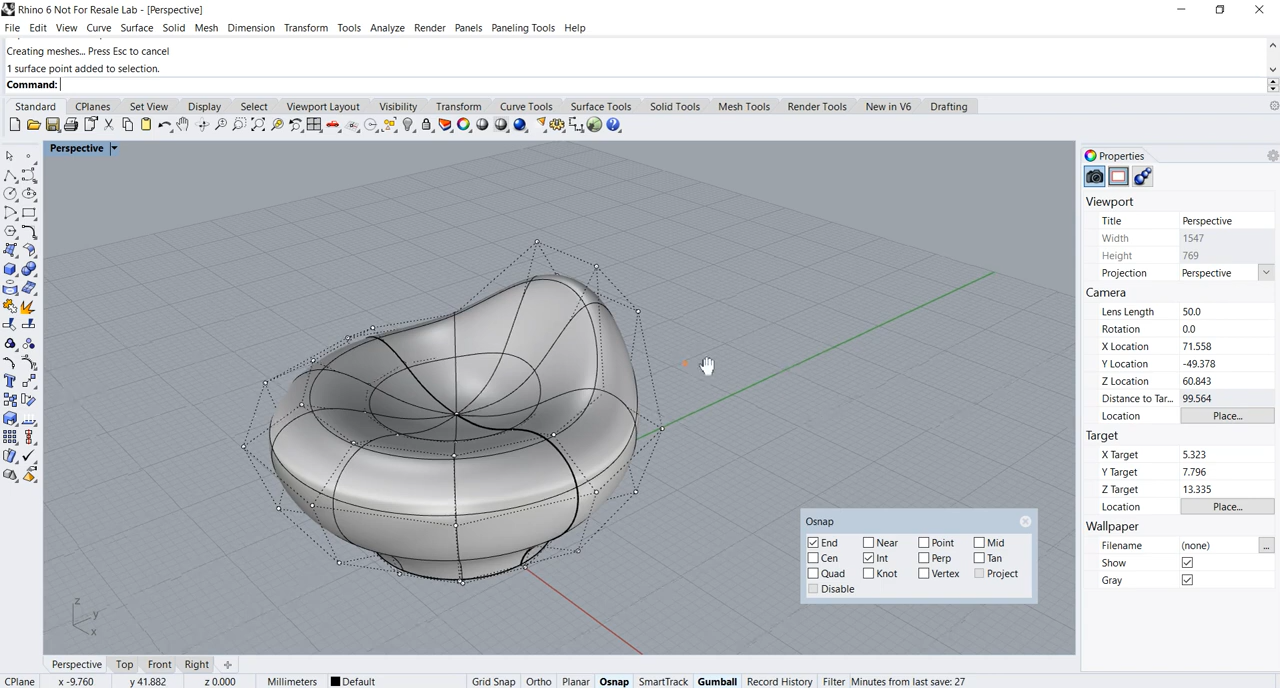 Rhino 6 Not For Resale Lab - [Perspective]
File Edit View Curve Surface Solid Mesh Dimension Transform Tools Analyze Render Panels Paneling Tools Help
Creating meshes... Press Esc to cancel
1 surface point added to selection.
Command:
Standard CPlanes Set View Display Select Viewport Layout Visibility Transform Curve Tools Surface Tools Solid Tools Mesh Tools Render Tools New in V6 Drafting
Perspective
Properties
Viewport
Title Perspective
Width 1547
Height 769
Projection Perspective
Camera
Lens Length 50.0
Rotation 0.0
X Location 71.558
Y Location -49.378
Z Location 60.843
Distance to Tar... 99.564
Location Place...
Target
X Target 5.323
Y Target 7.796
Z Target 13.335
Location Place...
Wallpaper
Filename (none) ...
Show
Gray
Osnap
End Near Point Mid
Cen Int Perp Tan
Quad Knot Vertex Project
Disable
z
y
x
Perspective Top Front Right
CPlane x -9.760 y 41.882 z 0.000 Millimeters Default Grid Snap Ortho Planar Osnap SmartTrack Gumball Record History Filter Minutes from last save: 27